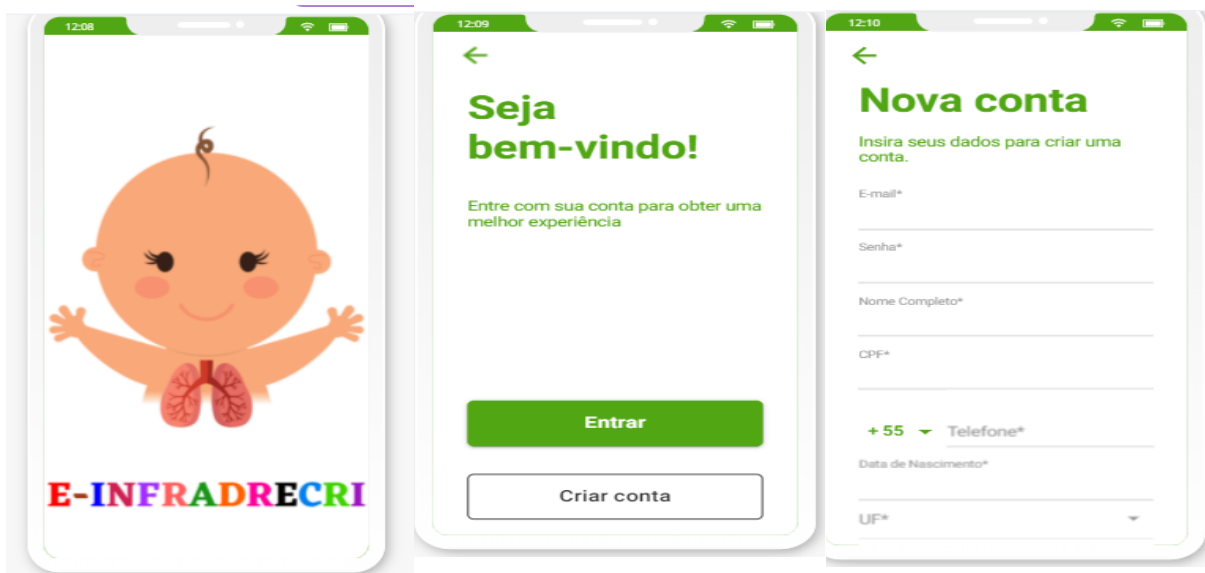 12:08
E-INFRADRECRI
12:09
Seja
bem-vindo!
Entre com sua conta para obter uma
melhor experiência
Entrar
Criar conta
12:10
Nova conta
Insira seus dados para criar uma
conta.
E-mail*
Senha*
Nome Completo*
CPF*
+ 55 Telefone*
Data de Nascimento*
UF*